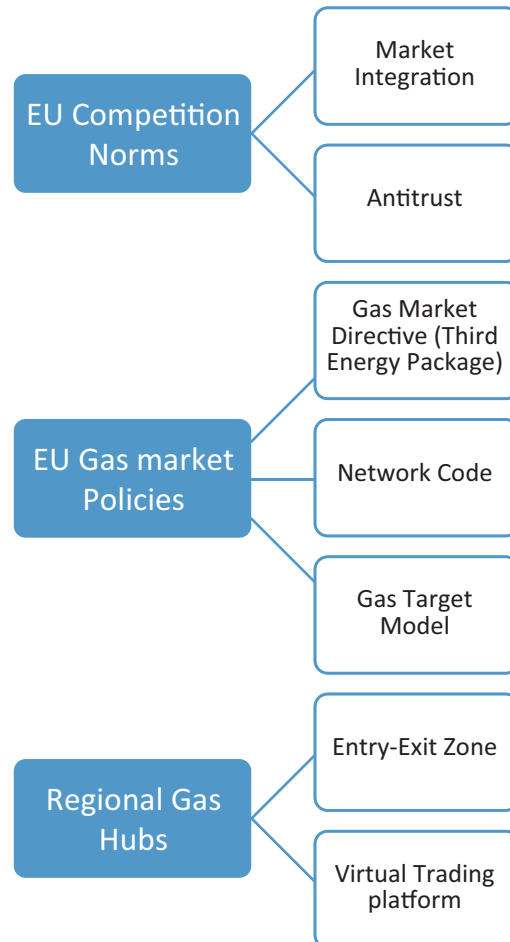 EU Competition
Norms
Market
Integration
Antitrust
EU Gas market
Policies
Gas Market
Directive (Third
Energy Package)
Network Code
Gas Target
Model
Regional Gas
Hubs
Entry-Exit Zone
Virtual Trading
platform